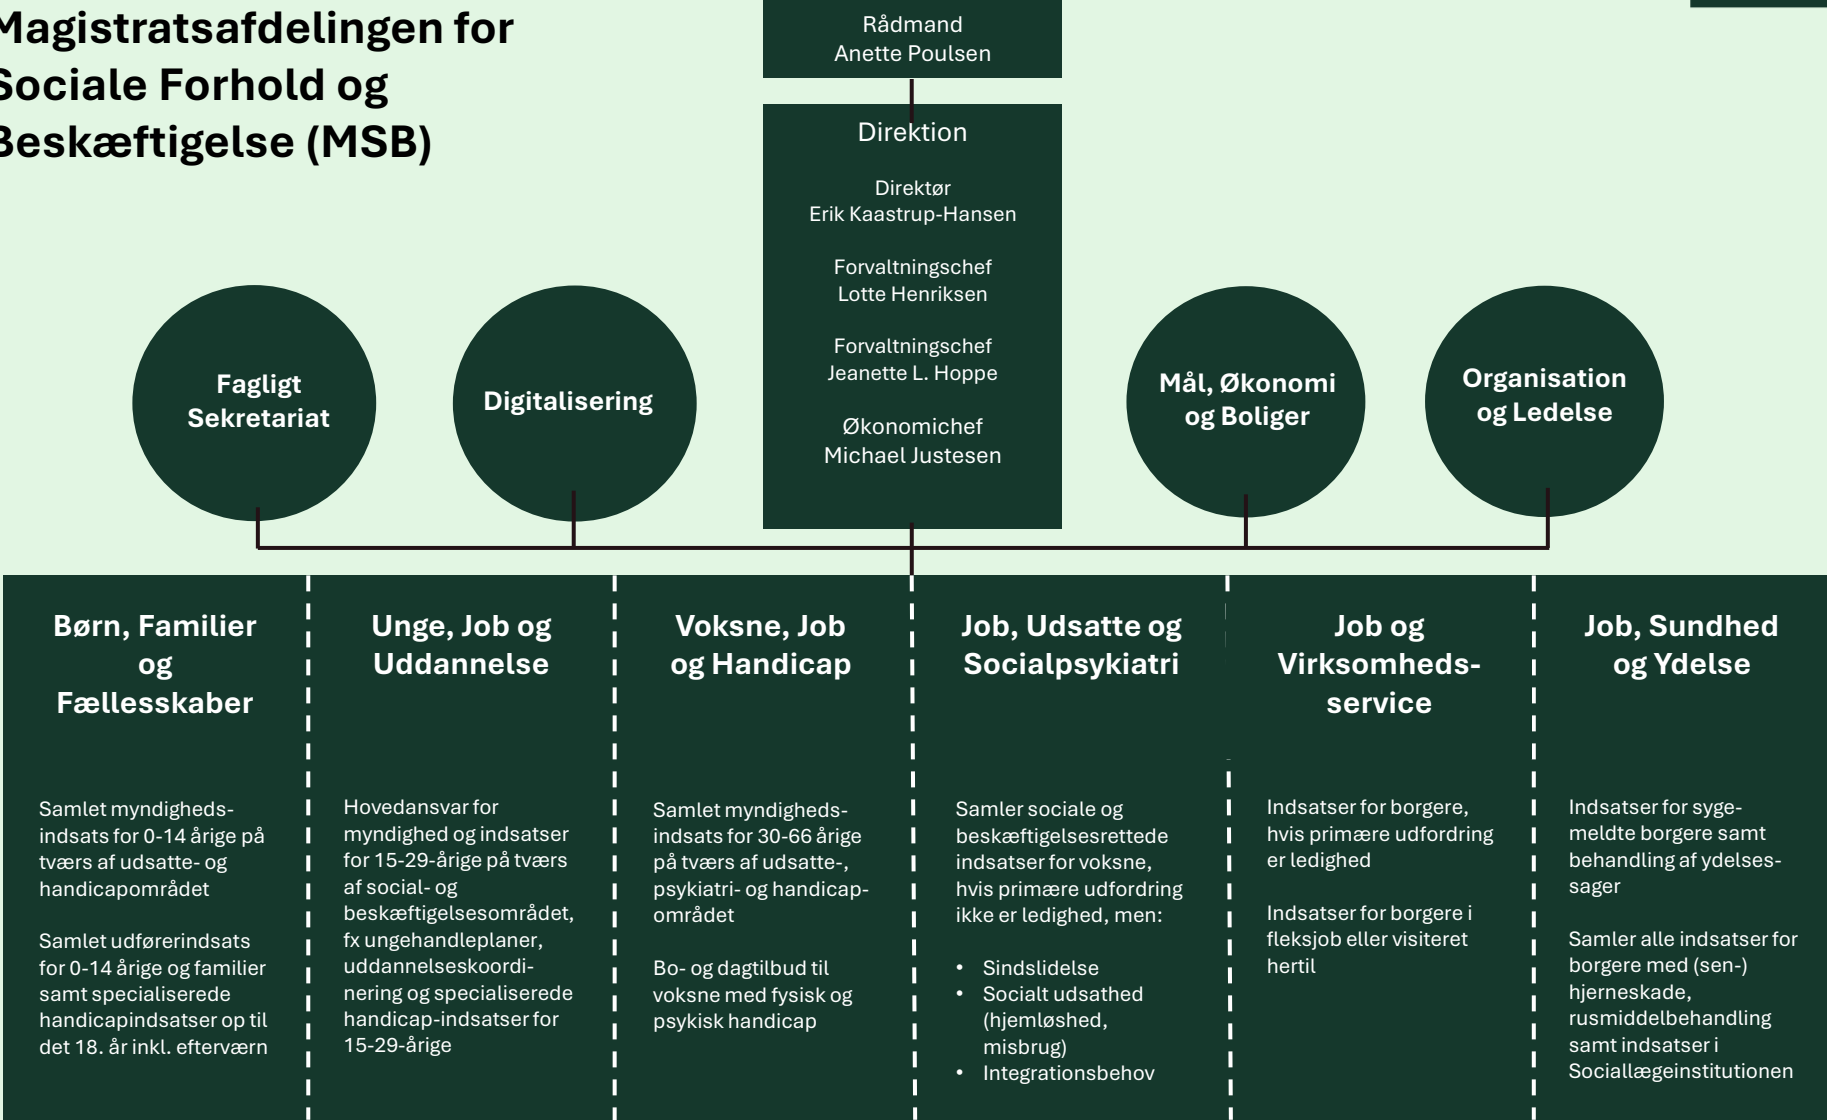 Magistratsafdelingen for
Sociale Forhold og
Beskæftigelse (MSB)
Rådmand
Anette Poulsen
Direktion
Direktør
Erik Kaastrup-Hansen
Forvaltningschef
Lotte Henriksen
Forvaltningschef
Jeanette L. Hoppe
Økonomichef
Michael Justesen
Fagligt
Sekretariat
Digitalisering
Mål, Økonomi
og Boliger
Organisation
og Ledelse
Børn, Familier
og
Fællesskaber
Samlet myndigheds-
indsats for 0-14 årige på
tværs af udsatte- og
handicapområdet
Samlet udførerindsats
for 0-14 årige og familier
samt specialiserede
handicapindsatser op til
det 18. år inkl. efterværn
Unge, Job og
Uddannelse
Hovedansvar for
myndighed og indsatser
for 15-29-årige på tværs
af social- og
beskæftigelsesområdet,
fx ungehandleplaner,
uddannelseskoordi-
nering og specialiserede
handicap-indsatser for
15-29-årige
Voksne, Job
og Handicap
Samlet myndigheds-
indsats for 30-66 årige
på tværs af udsatte-,
psykiatri- og handicap-
området
Bo- og dagtilbud til
voksne med fysisk og
psykisk handicap
Job, Udsatte og
Socialpsykiatri
Samler sociale og
beskæftigelsesrettede
indsatser for voksne,
hvis primære udfordring
ikke er ledighed, men:
• Sindslidelse
• Socialt udsathed
(hjemløshed,
misbrug)
• Integrationsbehov
Job og
Virksomheds-
service
Indsatser for borgere,
hvis primære udfordring
er ledighed
Indsatser for borgere i
fleksjob eller visiteret
hertil
Job, Sundhed
og Ydelse
Indsatser for syge-
meldte borgere samt
behandling af ydelses-
sager
Samler alle indsatser for
borgere med (sen-)
hjerneskade,
rusmiddelbehandling
samt indsatser i
Sociallægeinstitutionen